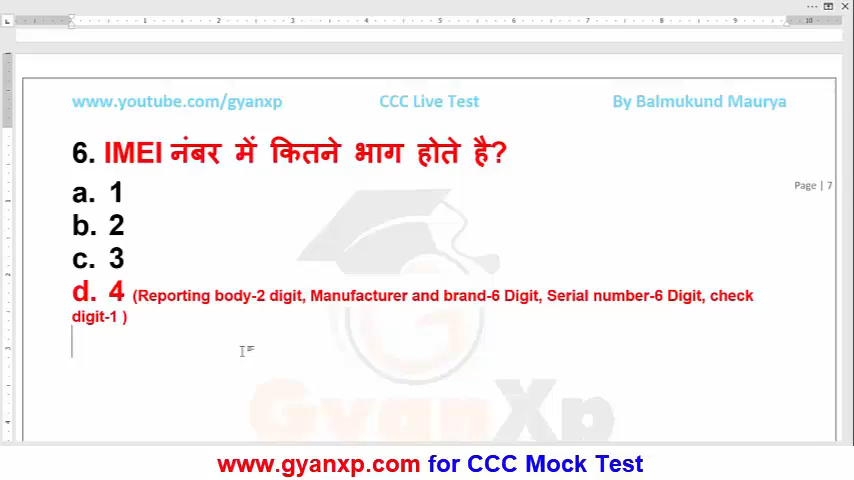 www.youtube.com/gyanxp CCC Live Test By Balmukund Maurya
6. IMEI नंबर में कितने भाग होते है?
a. 1
Page | 7
b. 2
c. 3
d. 4 (Reporting body-2 digit, Manufacturer and brand-6 Digit, Serial number-6 Digit, check
digit-1 )
GyanXp
www.gyanxp.com for CCC Mock Test